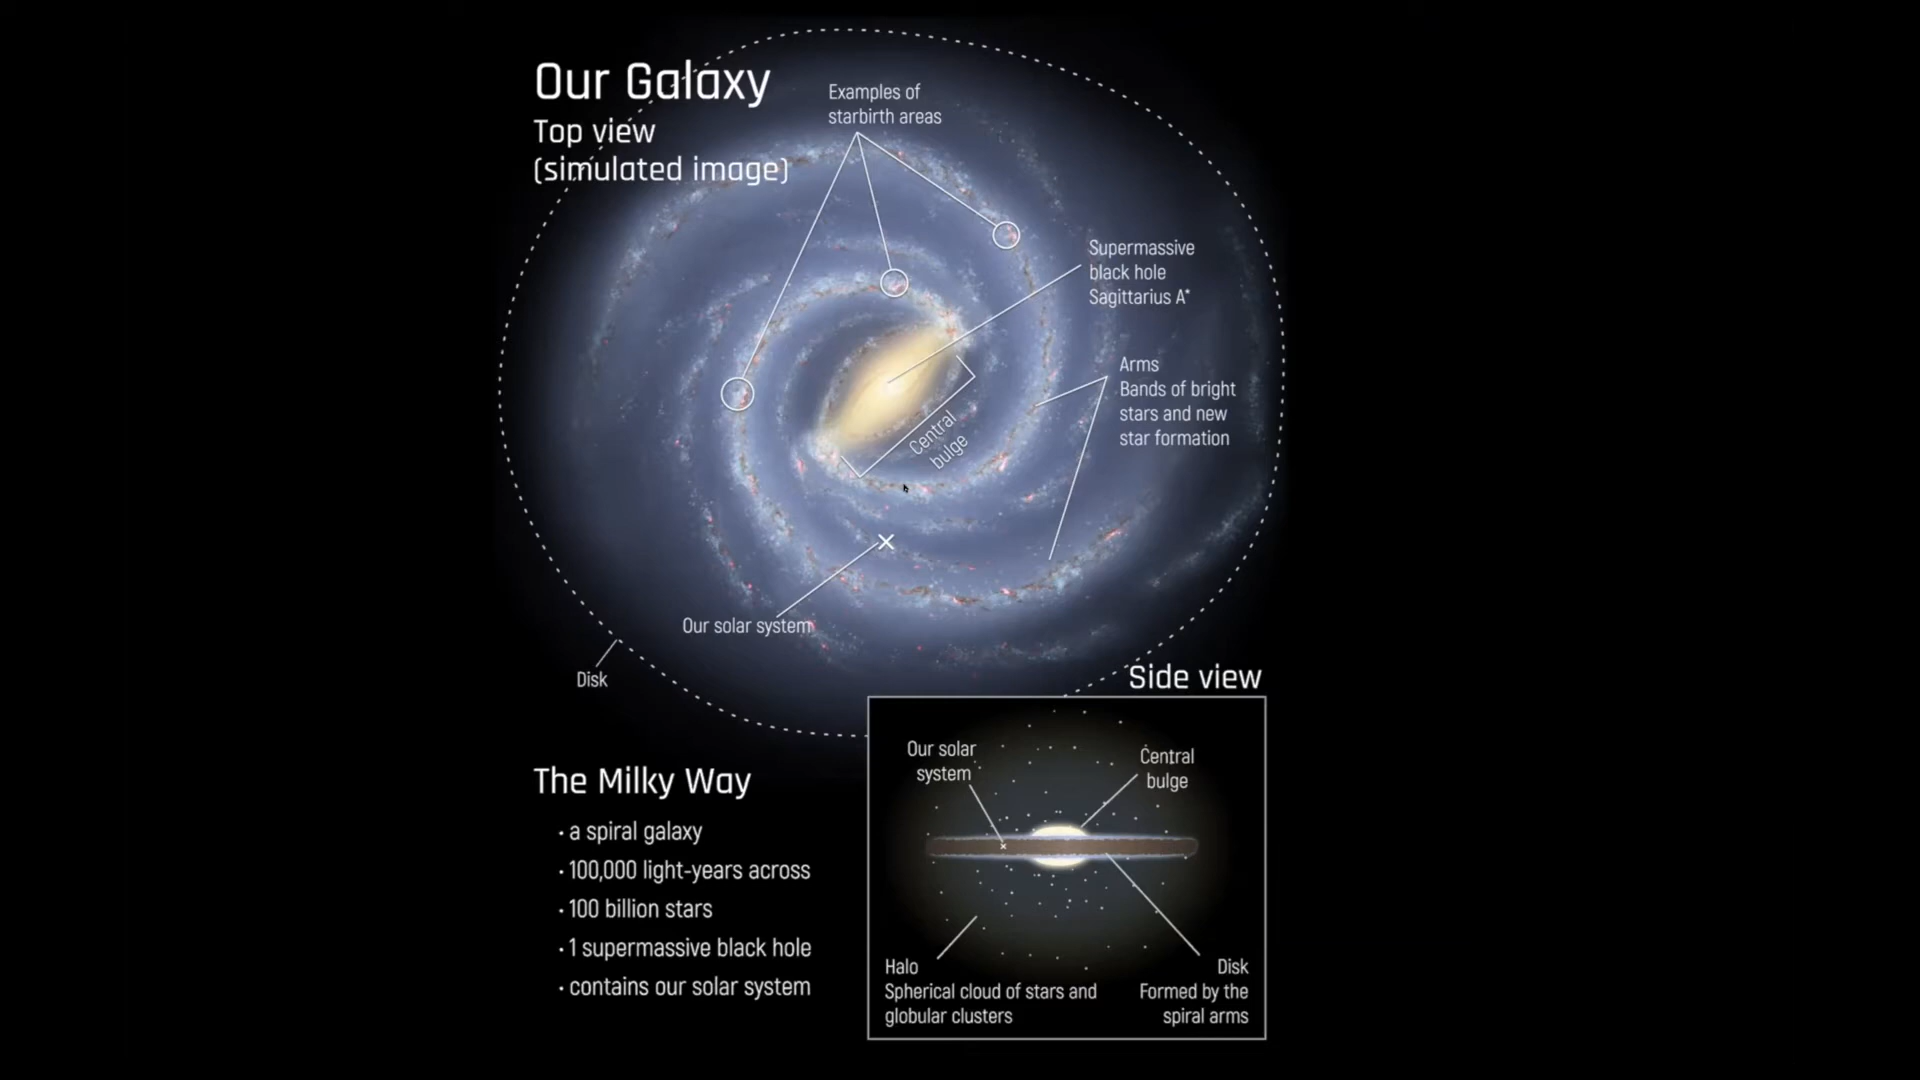 Our Galaxy
Top view
(simulated image)
Examples of
starbirth areas
Supermassive
black hole
Sagittarius A*
Arms
Bands of bright
stars and new
star formation
Central
bulge
Our solar system
Disk
The Milky Way
• a spiral galaxy
• 100,000 light-years across
• 100 billion stars
• 1 supermassive black hole
• contains our solar system
Side view
Our solar
system
Central
bulge
Halo
Spherical cloud of stars and
globular clusters
Disk
Formed by the
spiral arms